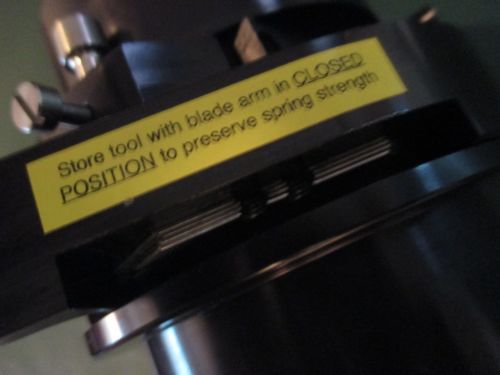 Store tool with blade arm in CLOSED
POSITION to preserve spring strength